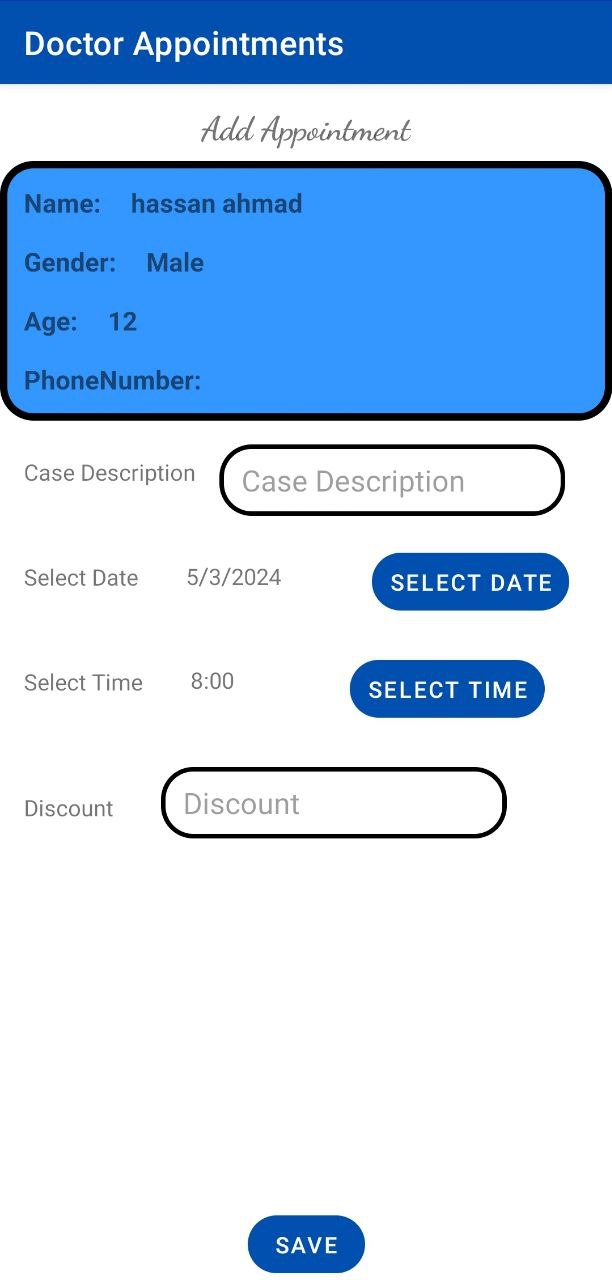 Doctor Appointments
Add Appointment
Name: hassan ahmad
Gender: Male
Age: 12
PhoneNumber:
Case Description Case Description
Select Date 5/3/2024 SELECT DATE
Select Time 8:00 SELECT TIME
Discount Discount
SAVE